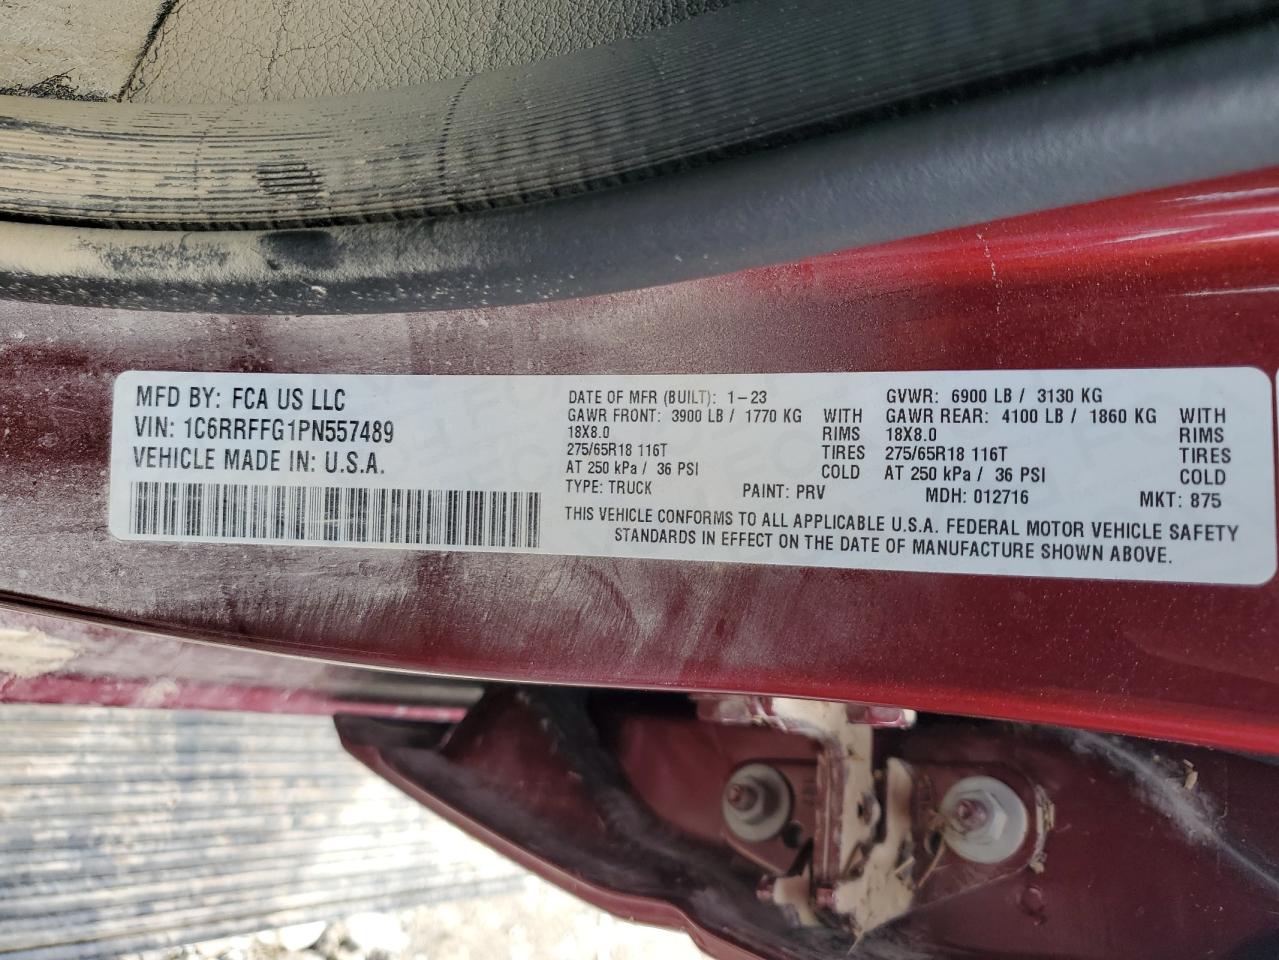 MFD BY: FCA US LLC
VIN: 1C6RRFFG1PN557489
VEHICLE MADE IN: U.S.A.
DATE OF MFR (BUILT): 1-23 GVWR: 6900 LB / 3130 KG
GAWR FRONT: 3900 LB / 1770 KG WITH GAWR REAR: 4100 LB / 1860 KG WITH
18X8.0 RIMS 18X8.0 RIMS
275/65R18 116T TIRES 275/65R18 116T TIRES
AT 250 kPa / 36 PSI COLD AT 250 kPa / 36 PSI COLD
TYPE: TRUCK PAINT: PRV MDH: 012716 MKT: 875
THIS VEHICLE CONFORMS TO ALL APPLICABLE U.S.A. FEDERAL MOTOR VEHICLE SAFETY
STANDARDS IN EFFECT ON THE DATE OF MANUFACTURE SHOWN ABOVE.